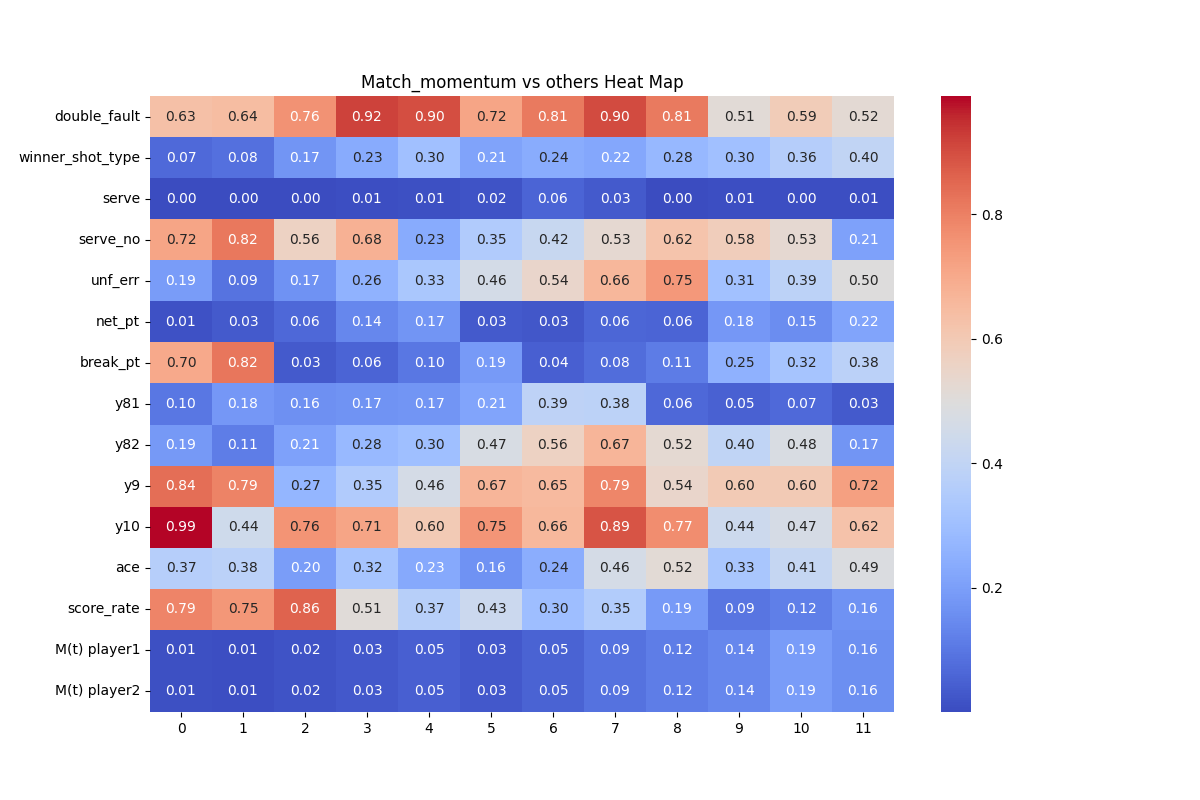 Match_momentum vs others Heat Map
double_fault 0.63 0.64 0.76 0.92 0.90 0.72 0.81 0.90 0.81 0.51 0.59 0.52
winner_shot_type 0.07 0.08 0.17 0.23 0.30 0.21 0.24 0.22 0.28 0.30 0.36 0.40
serve 0.00 0.00 0.00 0.01 0.01 0.02 0.06 0.03 0.00 0.01 0.00 0.01
serve_no 0.72 0.82 0.56 0.68 0.23 0.35 0.42 0.53 0.62 0.58 0.53 0.21
unf_err 0.19 0.09 0.17 0.26 0.33 0.46 0.54 0.66 0.75 0.31 0.39 0.50
net_pt 0.01 0.03 0.06 0.14 0.17 0.03 0.03 0.06 0.06 0.18 0.15 0.22
break_pt 0.70 0.82 0.03 0.06 0.10 0.19 0.04 0.08 0.11 0.25 0.32 0.38
y81 0.10 0.18 0.16 0.17 0.17 0.21 0.39 0.38 0.06 0.05 0.07 0.03
y82 0.19 0.11 0.21 0.28 0.30 0.47 0.56 0.67 0.52 0.40 0.48 0.17
y9 0.84 0.79 0.27 0.35 0.46 0.67 0.65 0.79 0.54 0.60 0.60 0.72
y10 0.99 0.44 0.76 0.71 0.60 0.75 0.66 0.89 0.77 0.44 0.47 0.62
ace 0.37 0.38 0.20 0.32 0.23 0.16 0.24 0.46 0.52 0.33 0.41 0.49
score_rate 0.79 0.75 0.86 0.51 0.37 0.43 0.30 0.35 0.19 0.09 0.12 0.16
M(t) player1 0.01 0.01 0.02 0.03 0.05 0.03 0.05 0.09 0.12 0.14 0.19 0.16
M(t) player2 0.01 0.01 0.02 0.03 0.05 0.03 0.05 0.09 0.12 0.14 0.19 0.16
0 1 2 3 4 5 6 7 8 9 10 11
0.8
0.6
0.4
0.2